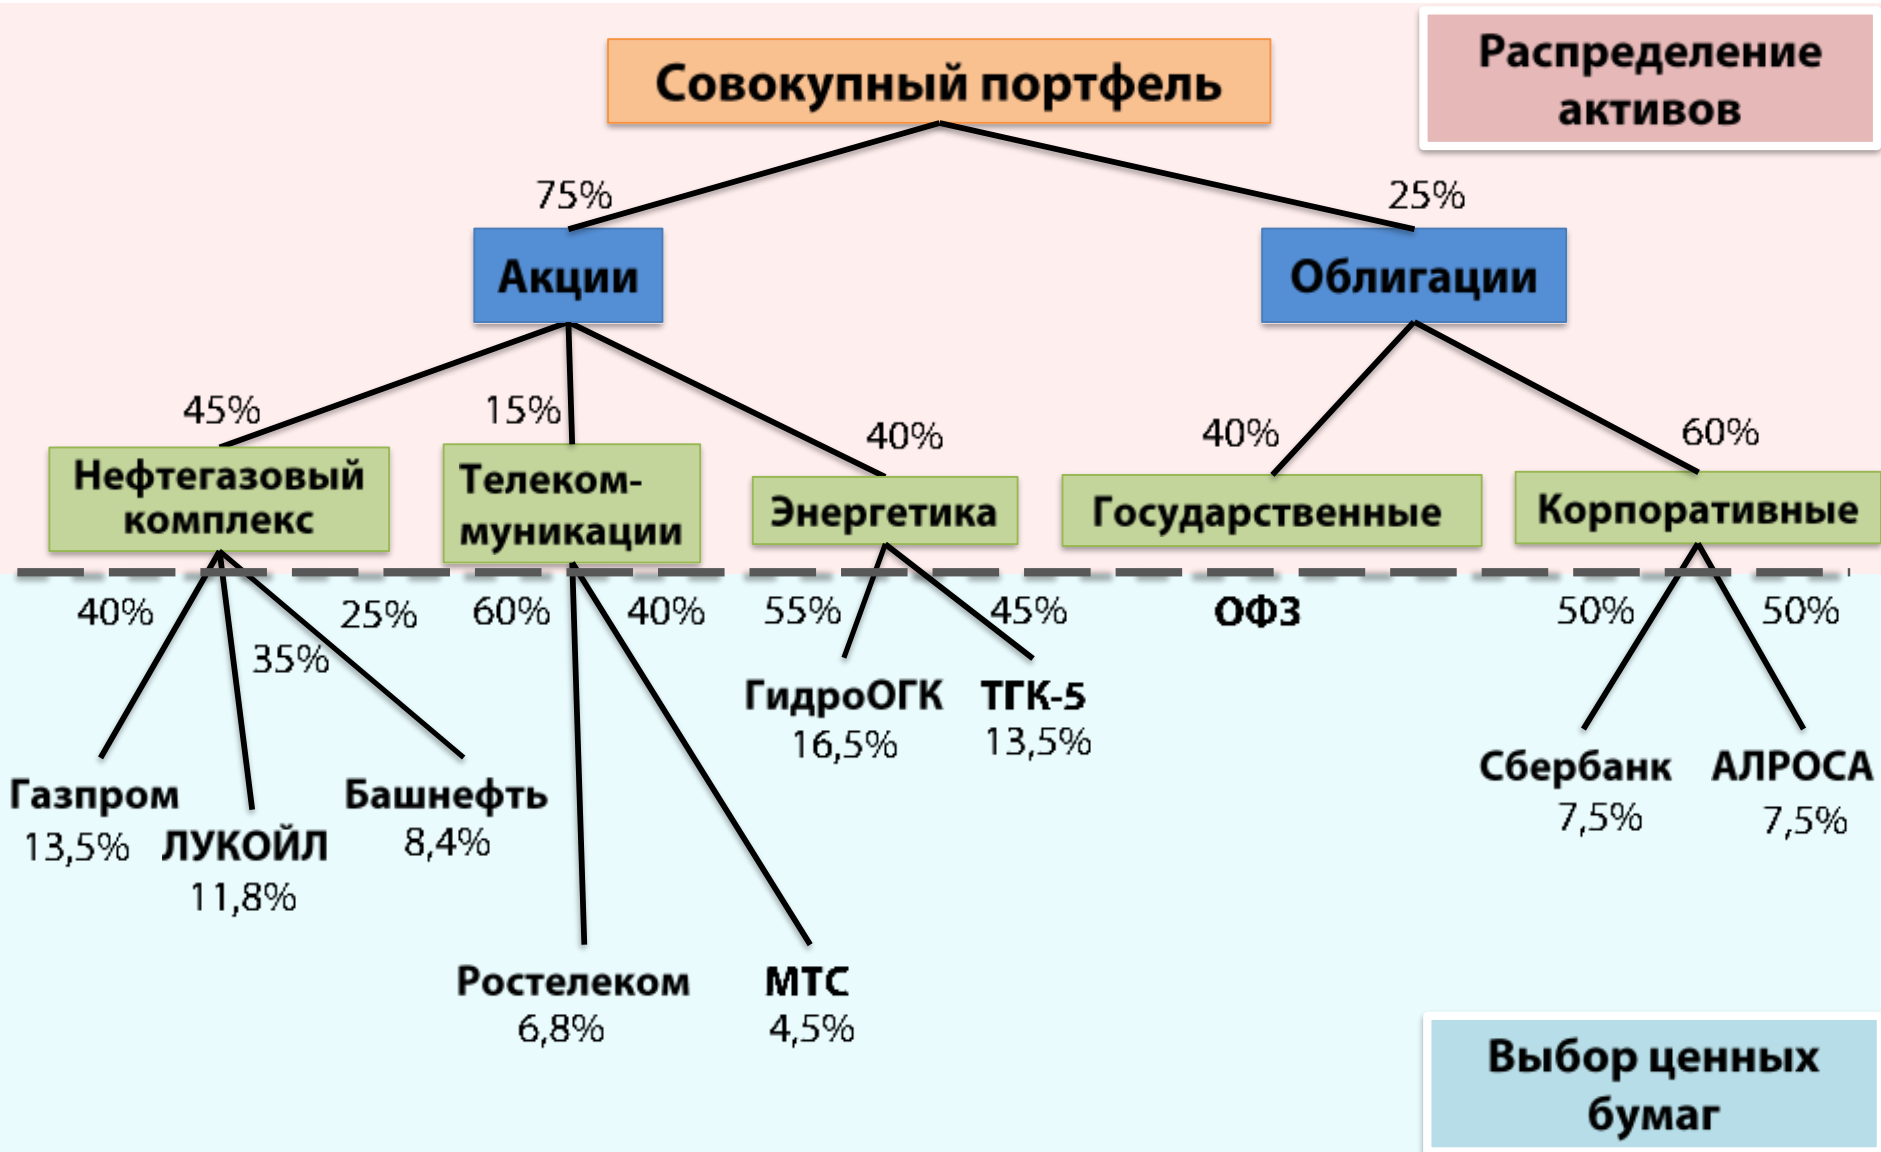 Совокупный портфель
Распределение
активов
75%
25%
Акции
Облигации
45%
15%
40%
40%
60%
Нефтегазовый
комплекс
Телеком-
муникации
Энергетика
Государственные
Корпоративные
40%
25%
35%
60%
40%
55%
45%
ОФЗ
50%
50%
ГидроОГК
16,5%
ТГК-5
13,5%
Газпром
13,5%
ЛУКОЙЛ
11,8%
Башнефть
8,4%
Сбербанк
7,5%
АЛРОСА
7,5%
Ростелеком
6,8%
МТС
4,5%
Выбор ценных
бумаг